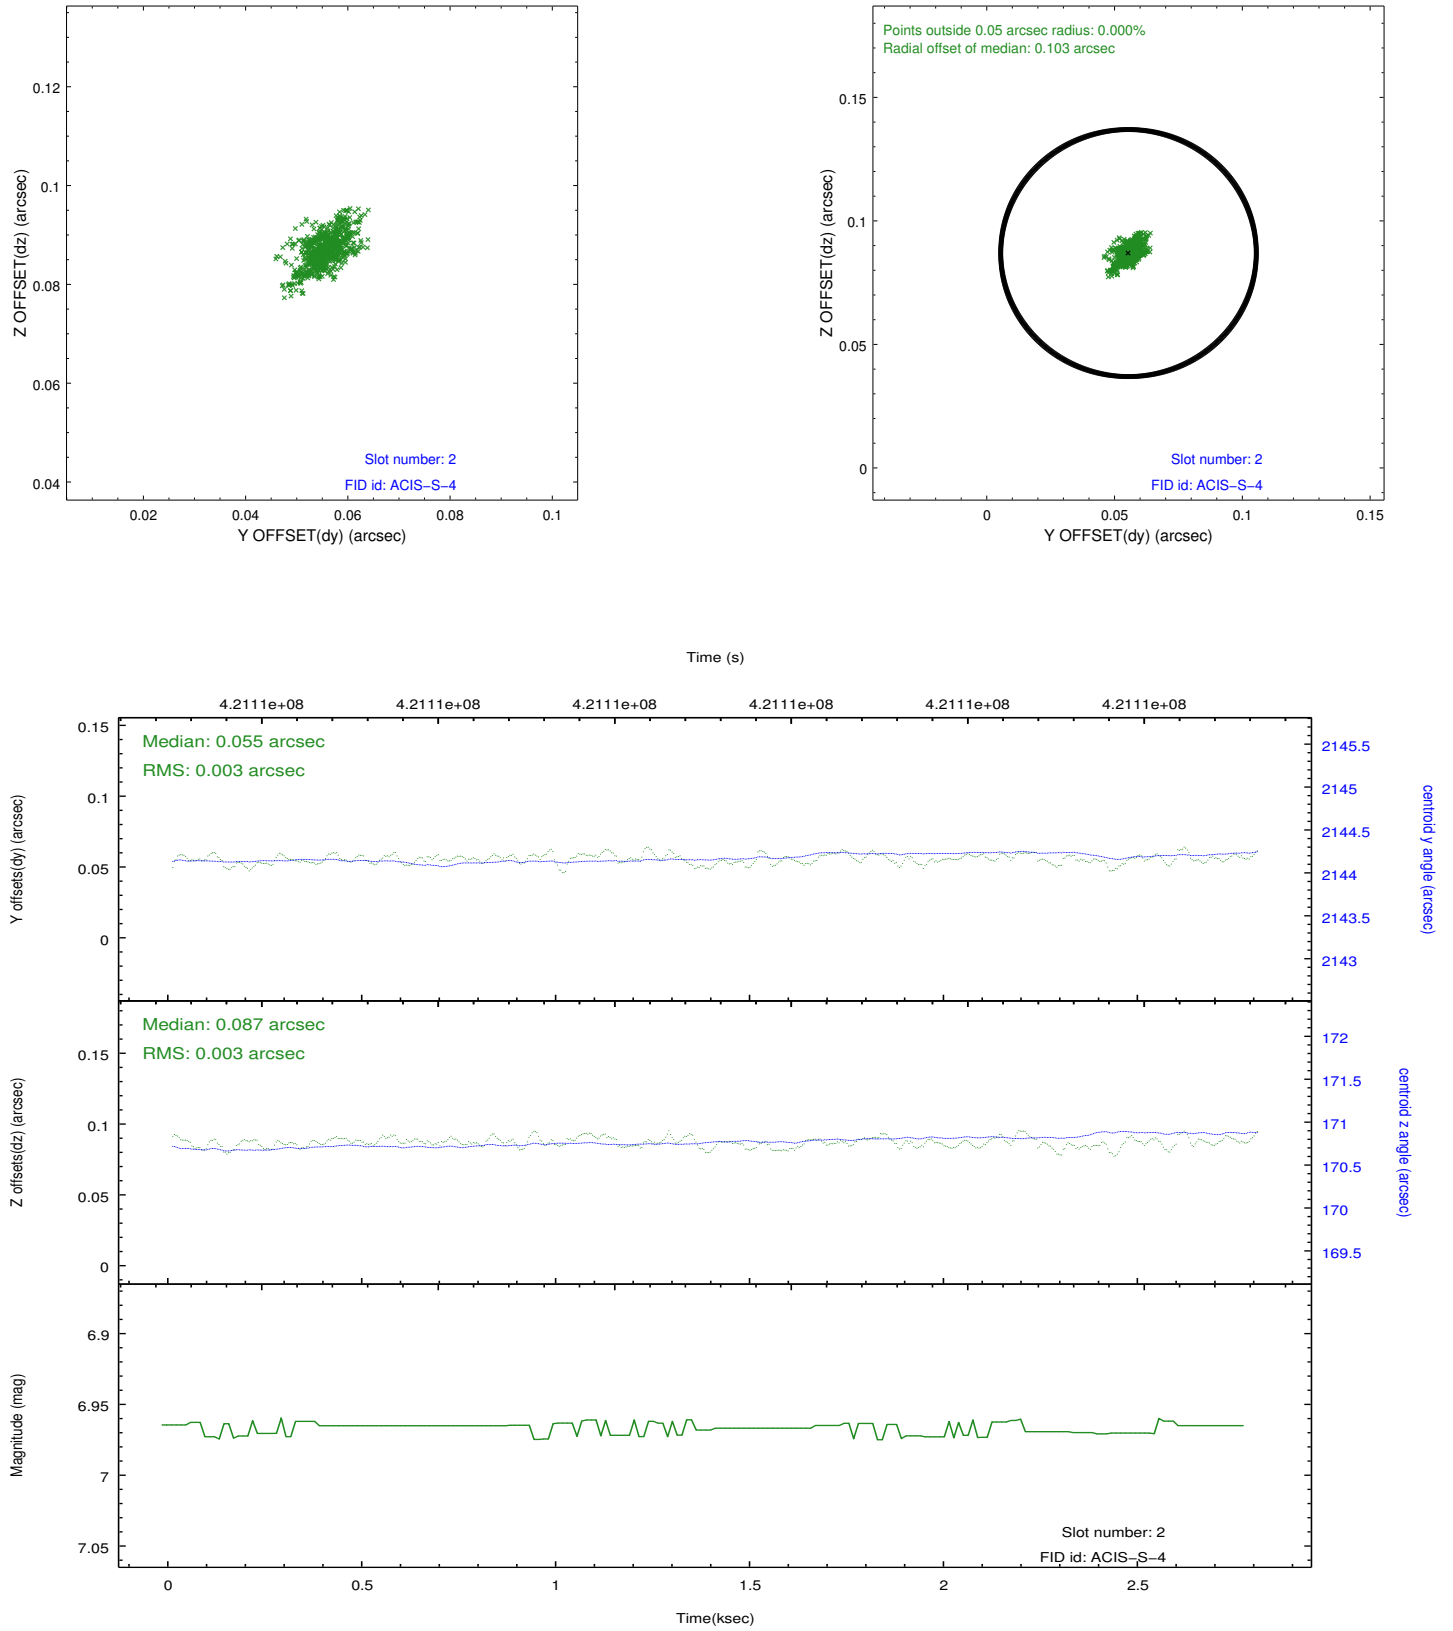 0.12
0.1
0.08
0.06
0.04
Z OFFSET(dz) (arcsec)
Slot number: 2
FID id: ACIS-S-4
0.02 0.04 0.06 0.08 0.1
Y OFFSET(dy) (arcsec)
Points outside 0.05 arcsec radius: 0.000%
Radial offset of median: 0.103 arcsec
0.15
0.1
0.05
0
Z OFFSET(dz) (arcsec)
Slot number: 2
FID id: ACIS-S-4
0 0.05 0.1 0.15
Y OFFSET(dy) (arcsec)
Time (s)
4.2111e+08 4.2111e+08 4.2111e+08 4.2111e+08 4.2111e+08 4.2111e+08
Median: 0.055 arcsec
RMS: 0.003 arcsec
0.15
0.1
0.05
0
Y offsets(dy) (arcsec)
2145.5
2145
2144.5
2144
2143.5
2143
centroid y angle (arcsec)
Median: 0.087 arcsec
RMS: 0.003 arcsec
0.15
0.1
0.05
0
Z offsets(dz) (arcsec)
172
171.5
171
170.5
170
169.5
centroid z angle (arcsec)
6.9
6.95
7
7.05
Magnitude (mag)
Slot number: 2
FID id: ACIS-S-4
0 0.5 1 1.5 2 2.5
Time(ksec)